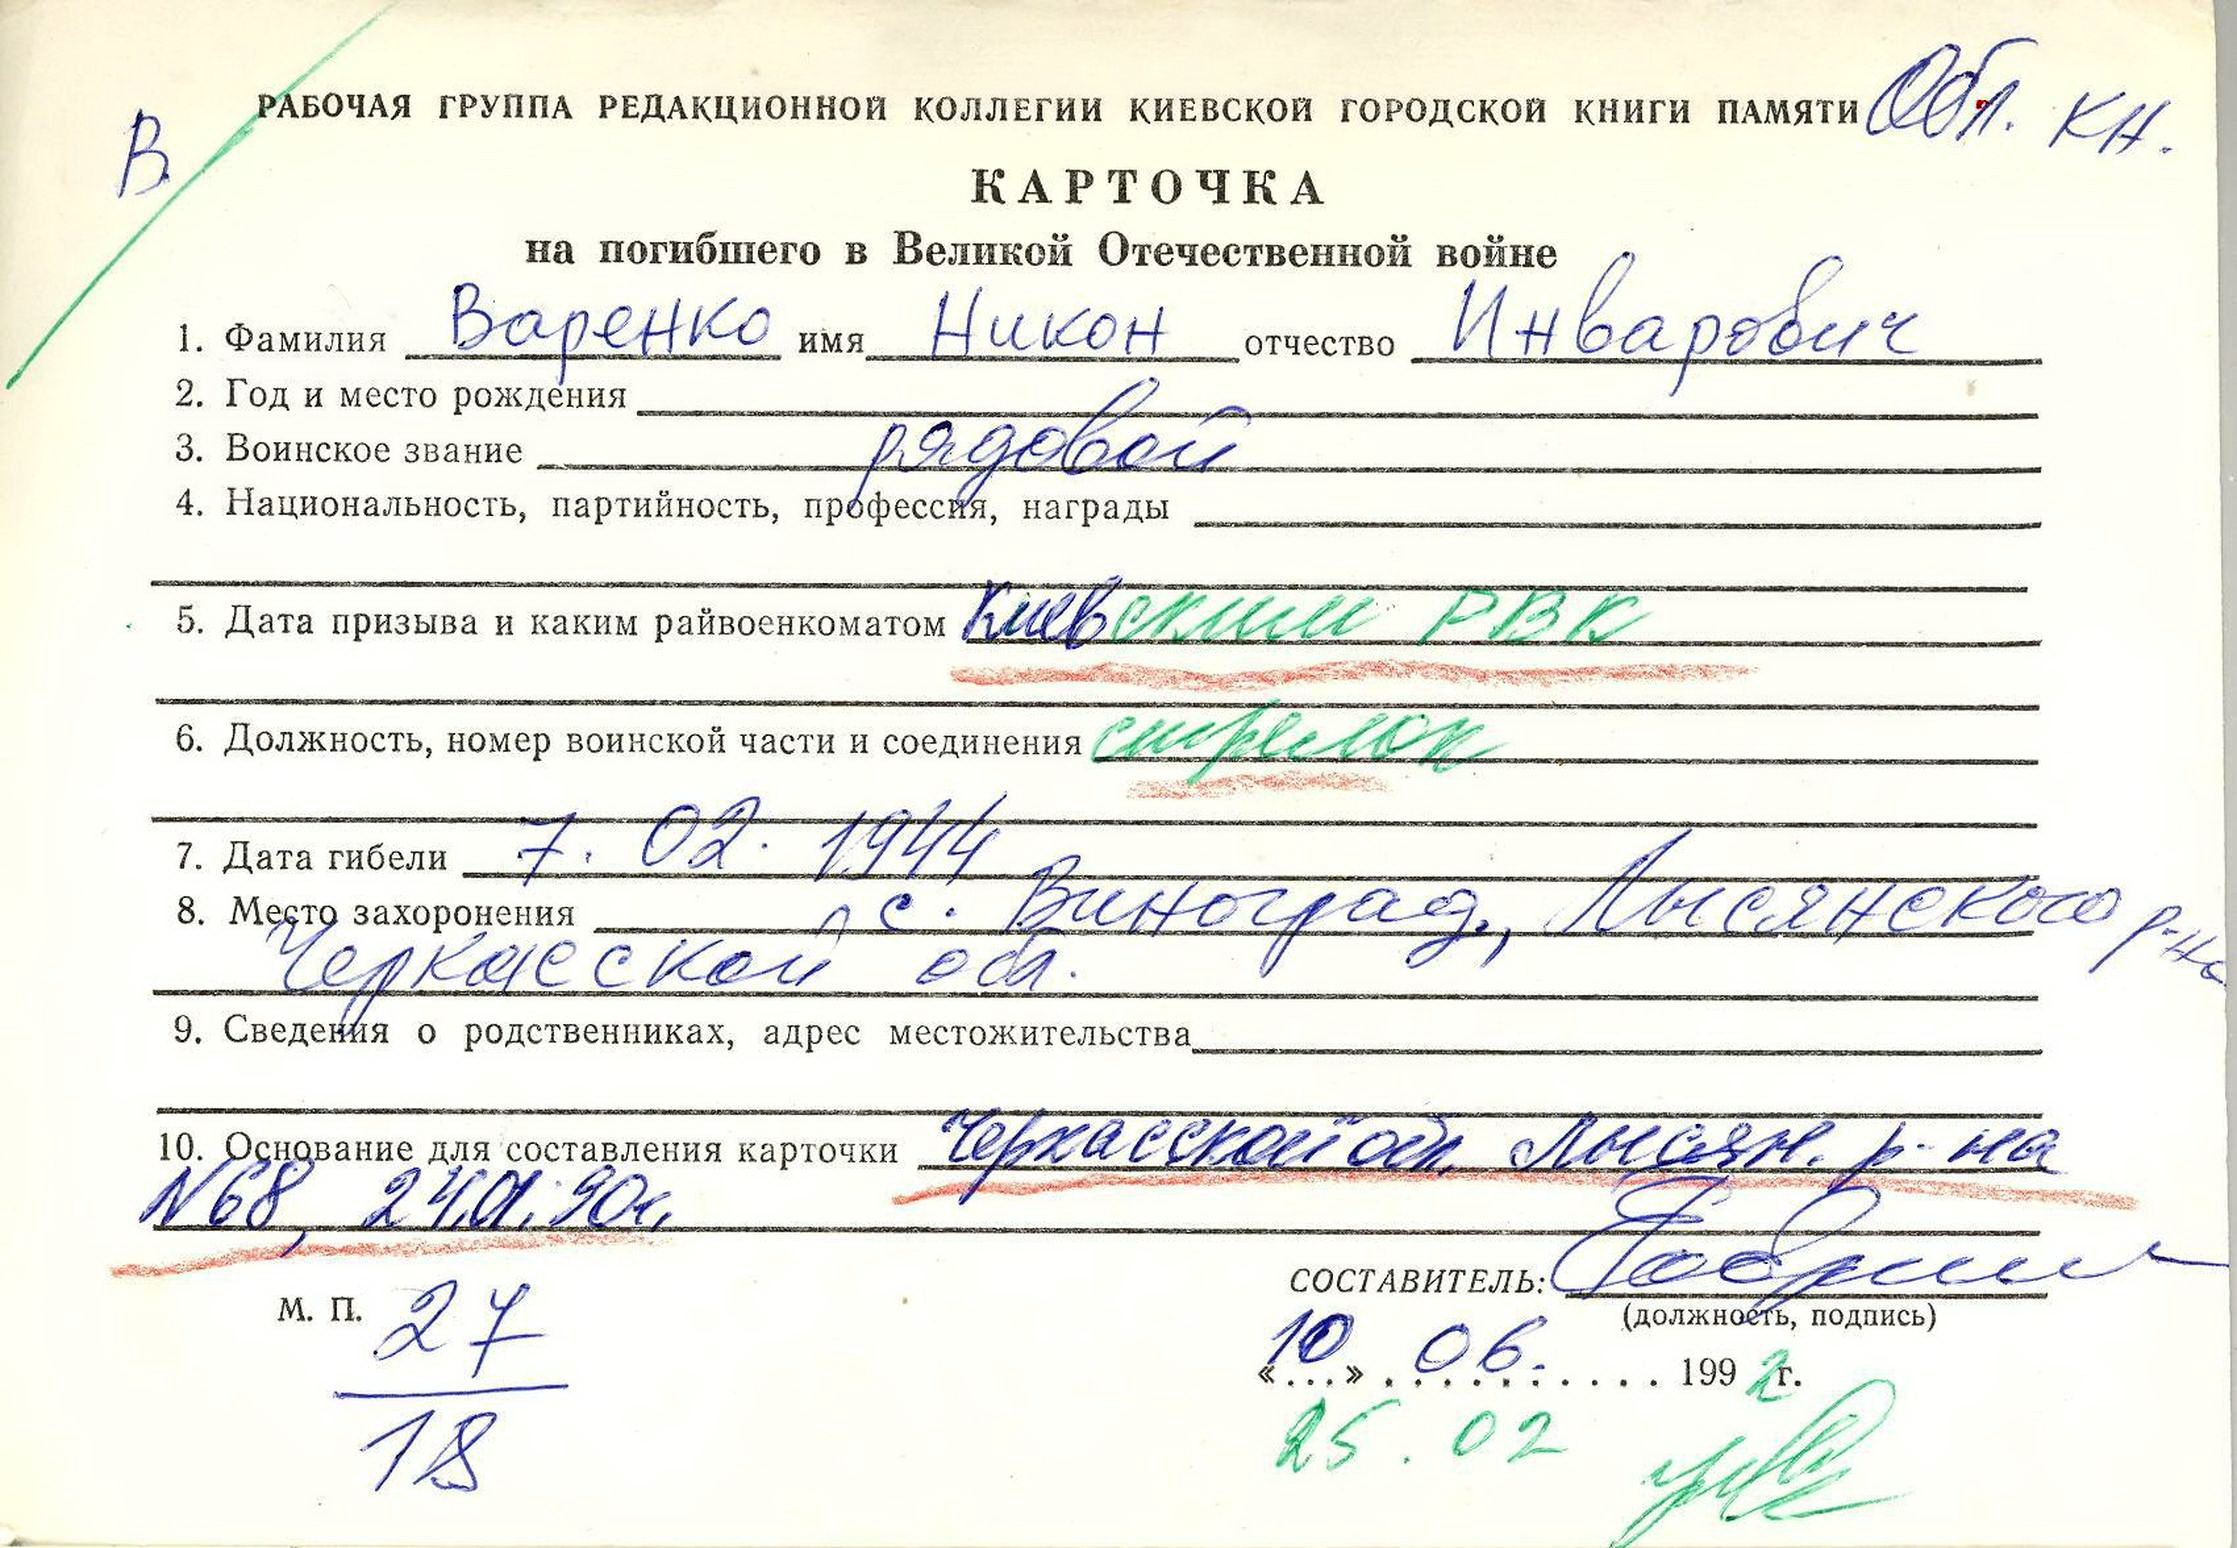 Обл. кн.
РАБОЧАЯ ГРУППА РЕДАКЦИОННОЙ КОЛЛЕГИИ КИЕВСКОЙ ГОРОДСКОЙ КНИГИ ПАМЯТИ
В
КАРТОЧКА
на погибшего в Великой Отечественной войне
1. Фамилия Варенко имя Никон отчество Инварович
2. Год и место рождения
3. Воинское звание рядовой
4. Национальность, партийность, профессия, награды
5. Дата призыва и каким райвоенкоматом Киевским РВК
6. Должность, номер воинской части и соединения стрелок
7. Дата гибели 7. 02. 1944
8. Место захоронения с. Виноград, Лысянского р-на
Черкасской обл.
9. Сведения о родственниках, адрес местожительства
10. Основание для составления карточки Черкасской обл. Лысян. р-на
N68, 24.01.90г.
СОСТАВИТЕЛЬ:
М. П. 27
18
(должность, подпись)
«10» 06. 1992 г.
25.02